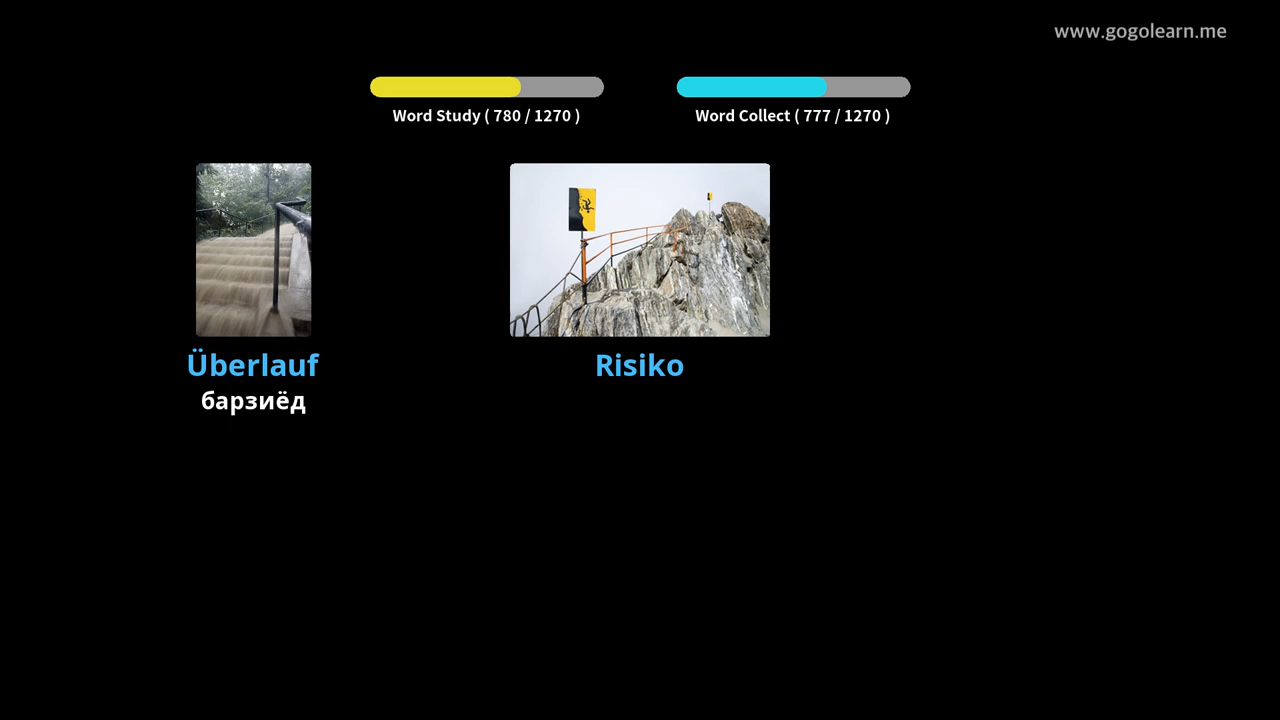 www.gogolearn.me
Word Study ( 780 / 1270 )
Word Collect ( 777 / 1270 )
Überlauf
барзиёд
Risiko